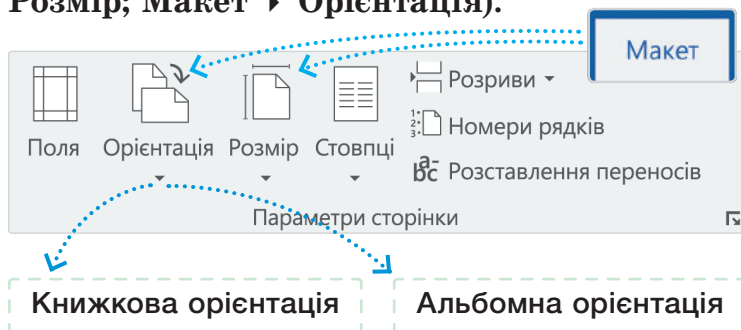 Розмір; Макет ▸ Орієнтація).
Макет
Розриви
Номери рядків
Поля Орієнтація Розмір Стовпці
Розставлення переносів
Параметри сторінки
Книжкова орієнтація Альбомна орієнтація